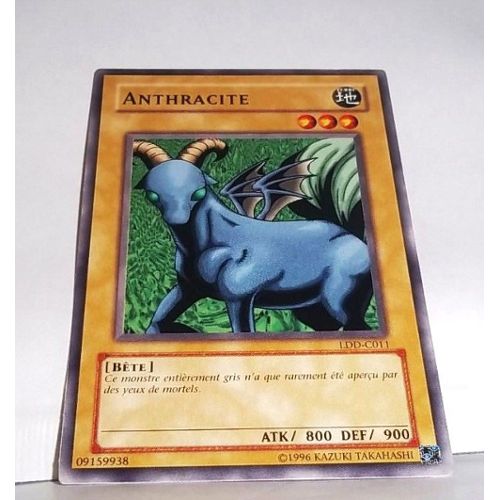 ANTHRACITE
地
LDD-C011
[BÊTE]
Ce monstre entièrement gris n'a que rarement été aperçu par
des yeux de mortels.
ATK/ 800 DEF/ 900
09159938
©1996 KAZUKI TAKAHASHI